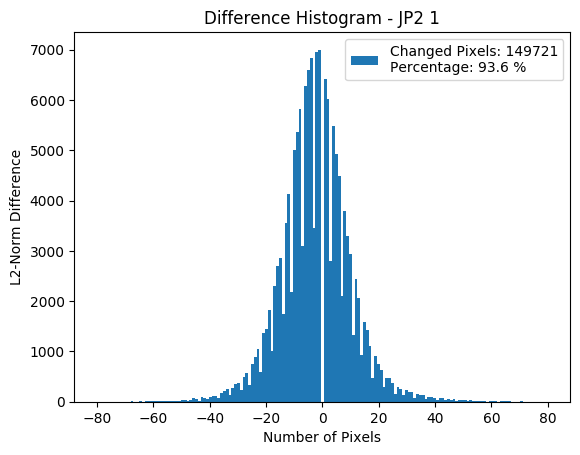 Difference Histogram - JP2 1
Changed Pixels: 149721
Percentage: 93.6 %
L2-Norm Difference
7000
6000
5000
4000
3000
2000
1000
0
−80 −60 −40 −20 0 20 40 60 80
Number of Pixels